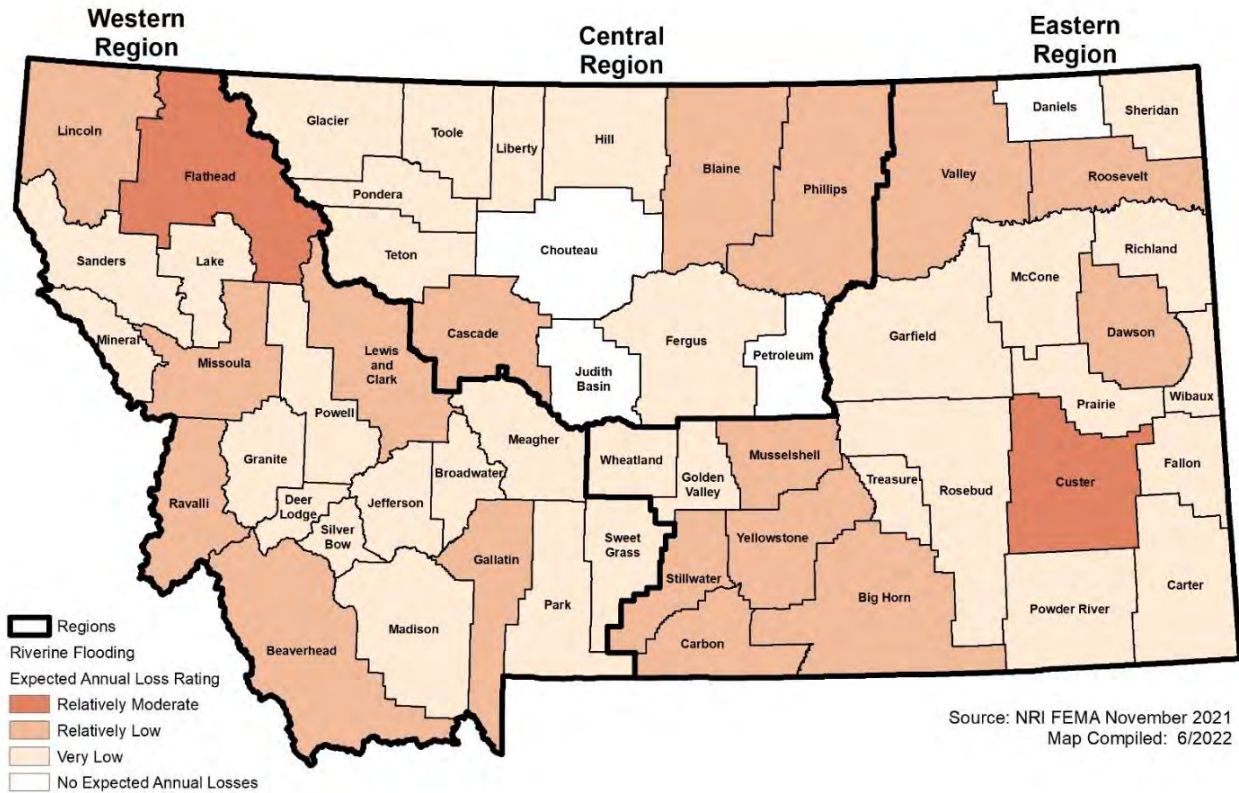 Western
Region
Central
Region
Eastern
Region
Lincoln
Flathead
Glacier
Toole
Liberty
Hill
Blaine
Phillips
Valley
Daniels
Sheridan
Roosevelt
Pondera
Teton
Chouteau
Sanders
Lake
Richland
McCone
Garfield
Dawson
Mineral
Missoula
Lewis
and
Clark
Cascade
Judith
Basin
Fergus
Petroleum
Prairie
Wibaux
Powell
Granite
Meagher
Wheatland
Golden
Valley
Musselshell
Treasure
Rosebud
Custer
Fallon
Ravalli
Deer
Lodge
Silver
Bow
Jefferson
Broadwater
Gallatin
Park
Sweet
Grass
Stillwater
Yellowstone
Big Horn
Carbon
Powder River
Carter
Beaverhead
Madison
Regions
Riverine Flooding
Expected Annual Loss Rating
Relatively Moderate
Relatively Low
Very Low
No Expected Annual Losses
Source: NRI FEMA November 2021
Map Compiled: 6/2022